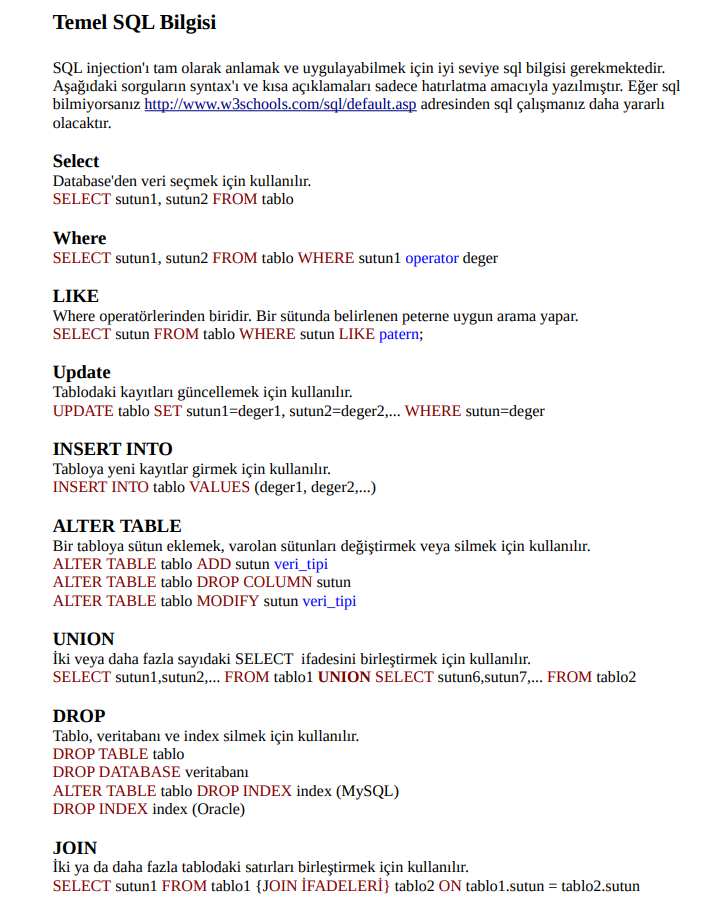 Temel SQL Bilgisi
SQL injection'ı tam olarak anlamak ve uygulayabilmek için iyi seviye sql bilgisi gerekmektedir.
Aşağıdaki sorguların syntax'ı ve kısa açıklamaları sadece hatırlatma amacıyla yazılmıştır. Eğer sql
bilmiyorsanız http://www.w3schools.com/sql/default.asp adresinden sql çalışmanız daha yararlı
olacaktır.
Select
Database'den veri seçmek için kullanılır.
SELECT sutun1, sutun2 FROM tablo
Where
SELECT sutun1, sutun2 FROM tablo WHERE sutun1 operator deger
LIKE
Where operatörlerinden biridir. Bir sütunda belirlenen peterne uygun arama yapar.
SELECT sutun FROM tablo WHERE sutun LIKE patern;
Update
Tablodaki kayıtları güncellemek için kullanılır.
UPDATE tablo SET sutun1=deger1, sutun2=deger2,... WHERE sutun=deger
INSERT INTO
Tabloya yeni kayıtlar girmek için kullanılır.
INSERT INTO tablo VALUES (deger1, deger2,...)
ALTER TABLE
Bir tabloya sütun eklemek, varolan sütunları değiştirmek veya silmek için kullanılır.
ALTER TABLE tablo ADD sutun veri_tipi
ALTER TABLE tablo DROP COLUMN sutun
ALTER TABLE tablo MODIFY sutun veri_tipi
UNION
İki veya daha fazla sayıdaki SELECT  ifadesini birleştirmek için kullanılır.
SELECT sutun1,sutun2,... FROM tablo1 UNION SELECT sutun6,sutun7,... FROM tablo2
DROP
Tablo, veritabanı ve index silmek için kullanılır.
DROP TABLE tablo
DROP DATABASE veritabanı
ALTER TABLE tablo DROP INDEX index (MySQL)
DROP INDEX index (Oracle)
JOIN
İki ya da daha fazla tablodaki satırları birleştirmek için kullanılır.
SELECT sutun1 FROM tablo1 {JOIN İFADELERİ} tablo2 ON tablo1.sutun = tablo2.sutun